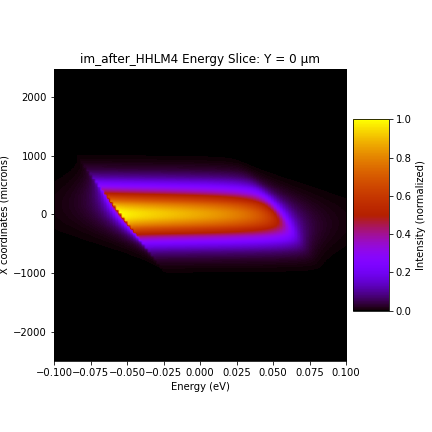 im_after_HHLM4 Energy Slice: Y = 0 μm
2000
1000
0
−1000
−2000
X coordinates (microns)
−0.100−0.075−0.050−0.025 0.000 0.025 0.050 0.075 0.100
Energy (eV)
1.0
0.8
0.6
0.4
0.2
0.0
Intensity (normalized)